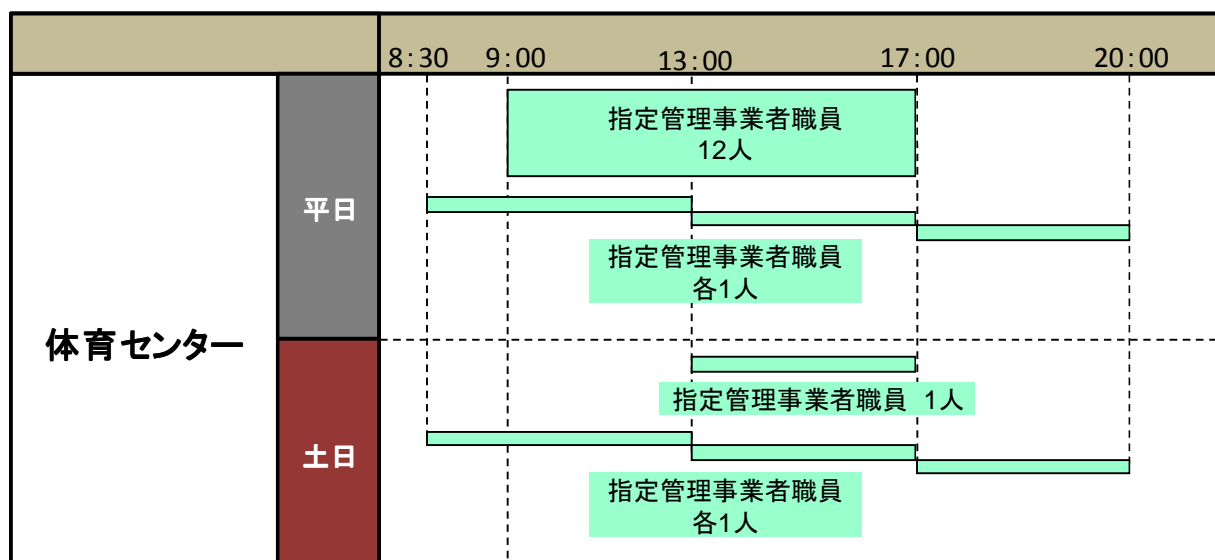 8:30 9:00 13:00 17:00 20:00
体育センター
平日
指定管理事業者職員
12人
指定管理事業者職員
各1人
土日
指定管理事業者職員 1人
指定管理事業者職員
各1人